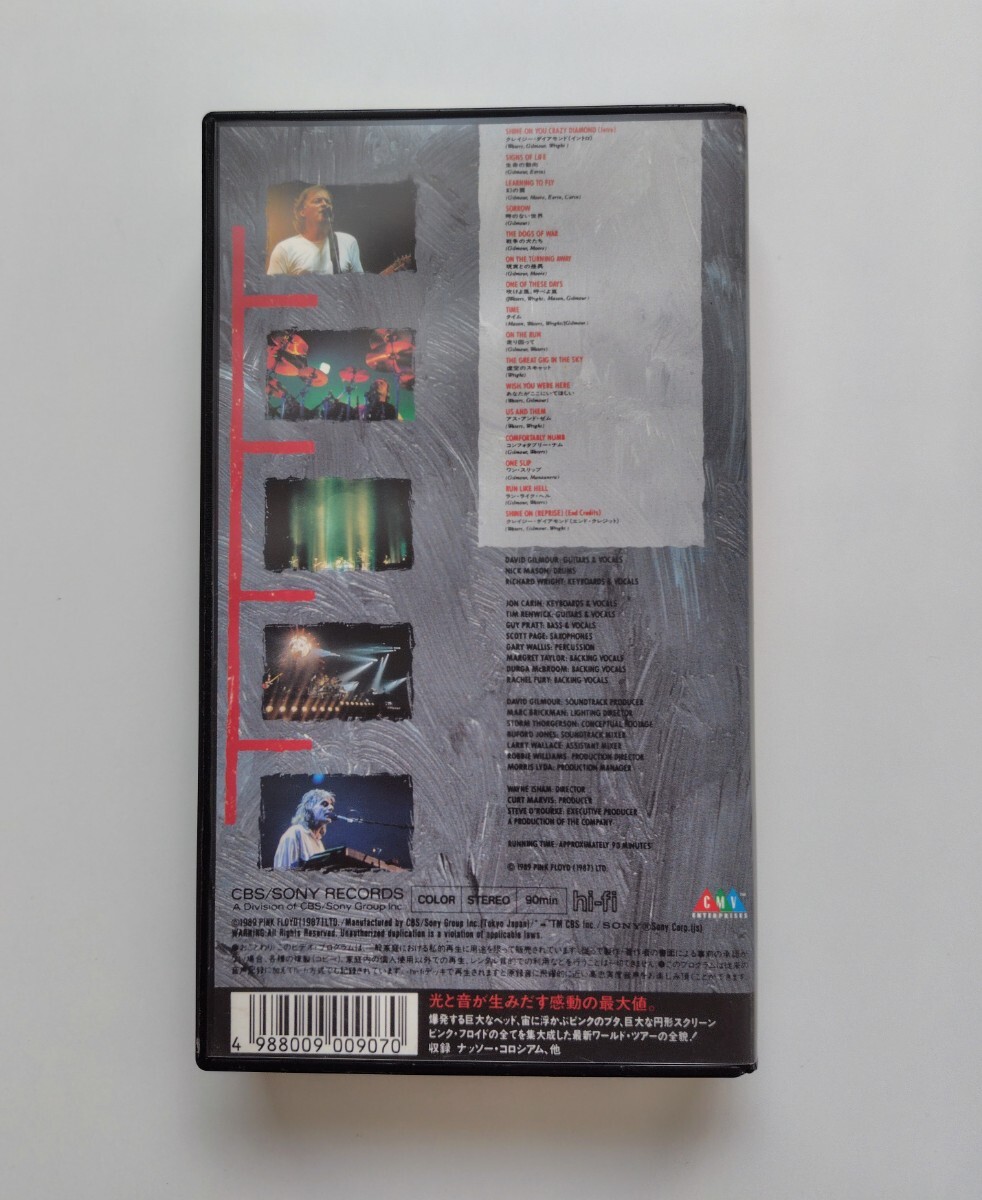 SHINE ON YOU CRAZY DIAMOND (Intro)
クレイジー・ダイアモンド(イントロ)
(Waters, Gilmour, Wright)
SIGNS OF LIFE
生命の動向
(Gilmour, Ezrin)
LEARNING TO FLY
幻の翼
(Gilmour, Moore, Ezrin, Carin)
SORROW
時のない世界
(Gilmour)
THE DOGS OF WAR
戦争の犬たち
(Gilmour, Moore)
ON THE TURNING AWAY
現実との差異
(Gilmour, Moore)
ONE OF THESE DAYS
吹けよ風、呼べよ嵐
(Waters, Wright, Mason, Gilmour)
TIME
タイム
(Mason, Waters, Wright, Gilmour)
ON THE RUN
走り回って
(Gilmour, Waters)
THE GREAT GIG IN THE SKY
虚空のスキャット
(Wright)
WISH YOU WERE HERE
あなたがここにいてほしい
(Waters, Gilmour)
US AND THEM
アス・アンド・ゼム
(Waters, Wright)
COMFORTABLY NUMB
コンフォタブリー・ナム
(Gilmour, Waters)
ONE SLIP
ワン・スリップ
(Gilmour, Manzanera)
RUN LIKE HELL
ラン・ライク・ヘル
(Gilmour, Waters)
SHINE ON (REPRISE) (End Credits)
クレイジー・ダイアモンド(エンド・クレジット)
(Waters, Gilmour, Wright)
DAVID GILMOUR: GUITARS & VOCALS
NICK MASON: DRUMS
RICHARD WRIGHT: KEYBOARDS & VOCALS
JON CARIN: KEYBOARDS & VOCALS
TIM RENWICK: GUITARS & VOCALS
GUY PRATT: BASS & VOCALS
SCOTT PAGE: SAXOPHONES
GARY WALLIS: PERCUSSION
MARGRET TAYLOR: BACKING VOCALS
DURGA McBROOM: BACKING VOCALS
RACHEL FURY: BACKING VOCALS
DAVID GILMOUR: SOUNDTRACK PRODUCER
MARC BRICKMAN: LIGHTING DIRECTOR
STORM THORGERSON: CONCEPTUAL FOOTAGE
BUFORD JONES: SOUNDTRACK MIXER
LARRY WALLACE: ASSISTANT MIXER
ROBBIE WILLIAMS: PRODUCTION DIRECTOR
MORRIS LYDA: PRODUCTION MANAGER
WAYNE ISHAM: DIRECTOR
CURT MARVIS: PRODUCER
STEVE O'ROURKE: EXECUTIVE PRODUCER
A PRODUCTION OF THE COMPANY
RUNNING TIME: APPROXIMATELY 90 MINUTES
© 1989 PINK FLOYD (1987) LTD.
CBS/SONY RECORDS
A Division of CBS/Sony Group Inc.
COLOR STEREO 90min hi-fi
CMV™
ENTERPRISES
©1989 PINK FLOYD(1987)LTD./Manufactured by CBS/Sony Group Inc.(Tokyo Japan)/ TM CBS Inc./SONY®Sony Corp.(Js)
WARNING:All Rights Reserved. Unauthorized duplication is a violation of applicable laws.
4 988009 009070
光と音が生みだす感動の最大値。
爆発する巨大なベッド、宙に浮かぶピンクのブタ、巨大な円形スクリーン
ピンク・フロイドの全てを集大成した最新ワールド・ツアーの全貌!
収録 ナッソー・コロシアム、他